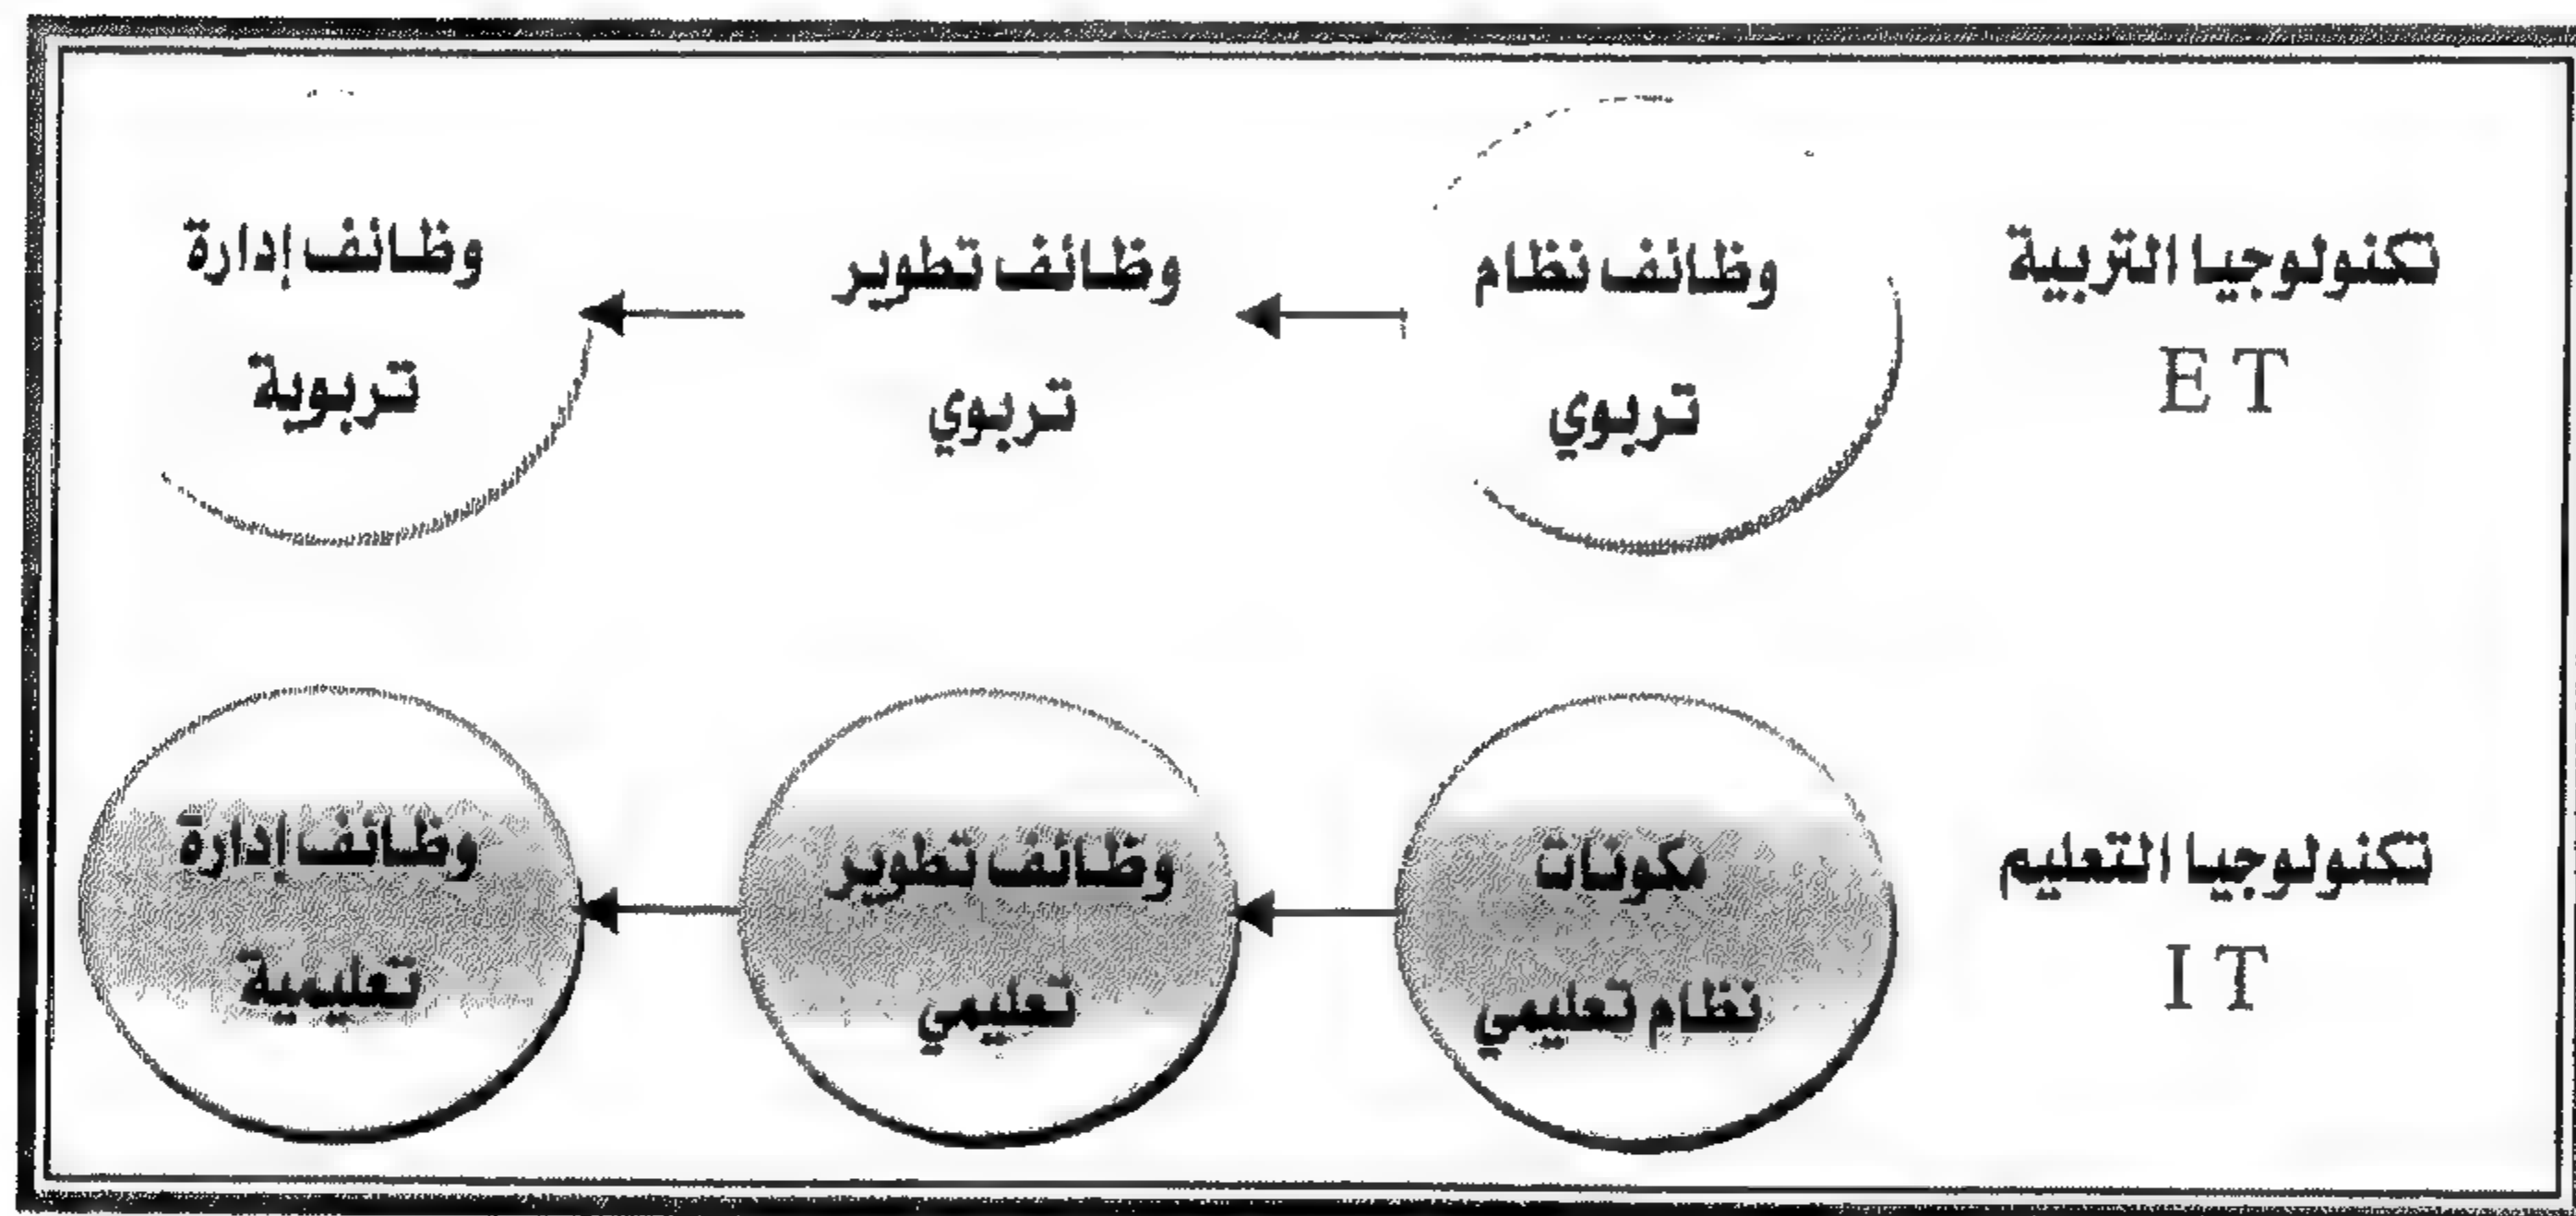 تكنولوجيا التربية
E T
وظائف نظام
تربوي
وظائف تطوير
تربوي
وظائف إدارة
تربوية
تكنولوجيا التعليم
I T
مكونات
نظام تعليمي
وظائف تطوير
تعليمي
وظائف إدارة
تعليمية